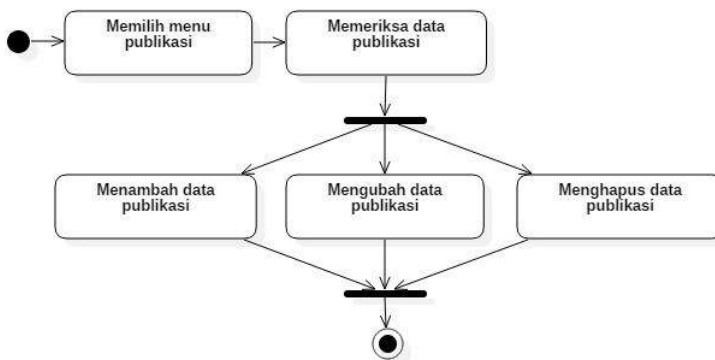 Memilih menu
publikasi
Memeriksa data
publikasi
Menambah data
publikasi
Mengubah data
publikasi
Menghapus data
publikasi